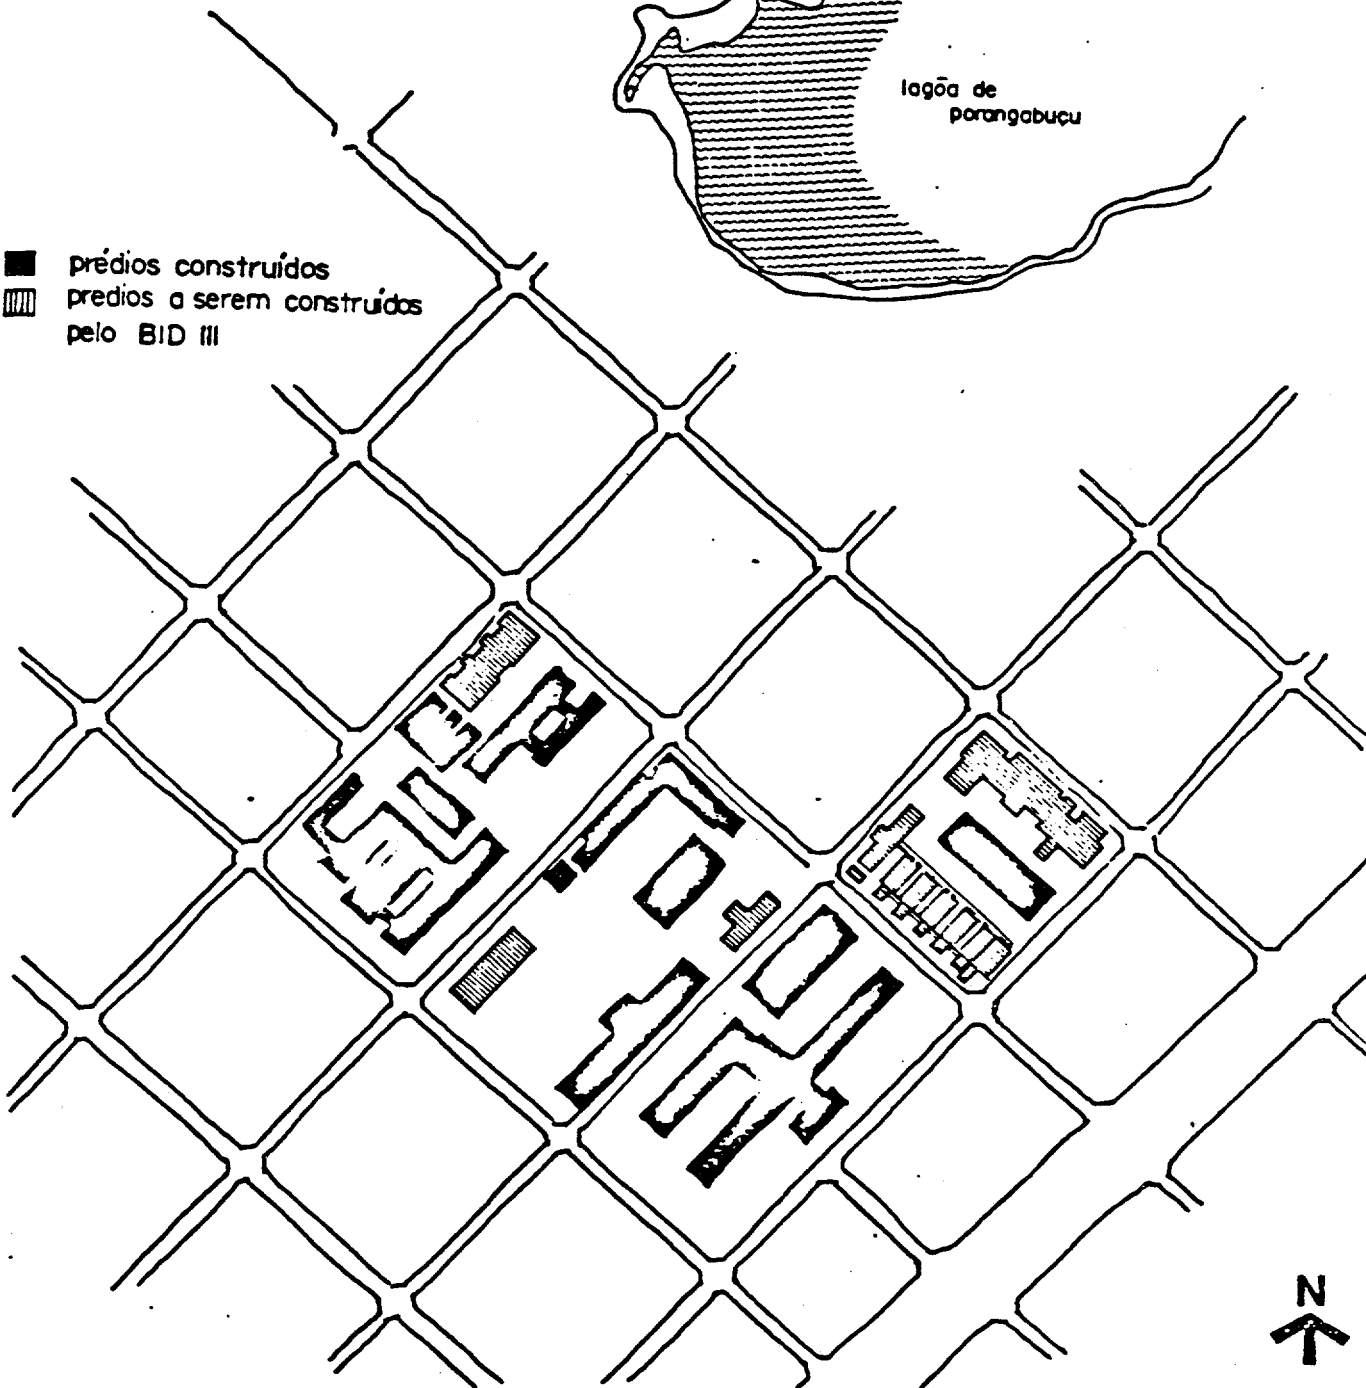 lagõa de
porangabuçu
prédios construídos
predios a serem construídos
pelo BID III
N